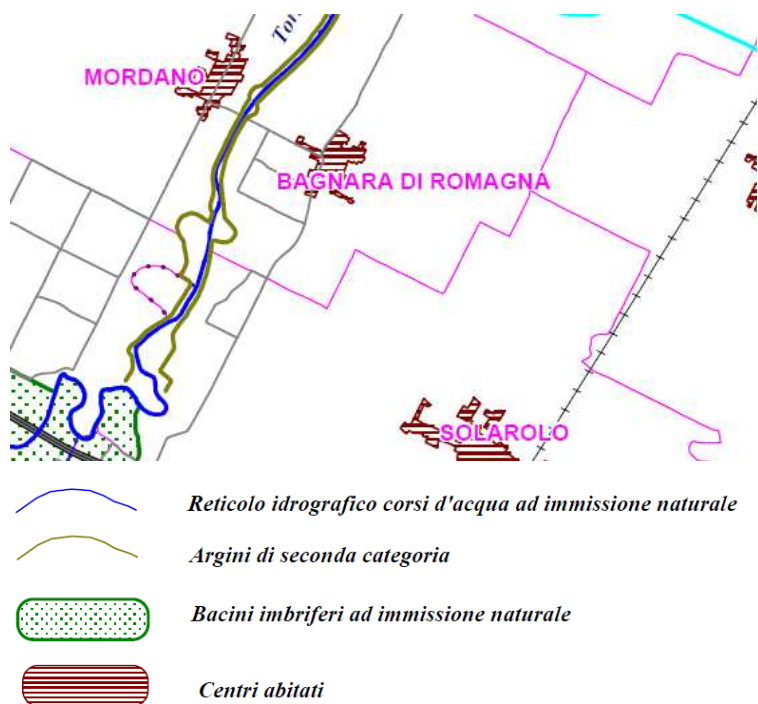 MORDANO
BAGNARA DI ROMAGNA
SOLAROLO
Reticolo idrografico corsi d'acqua ad immissione naturale
Argini di seconda categoria
Bacini imbriferi ad immissione naturale
Centri abitati